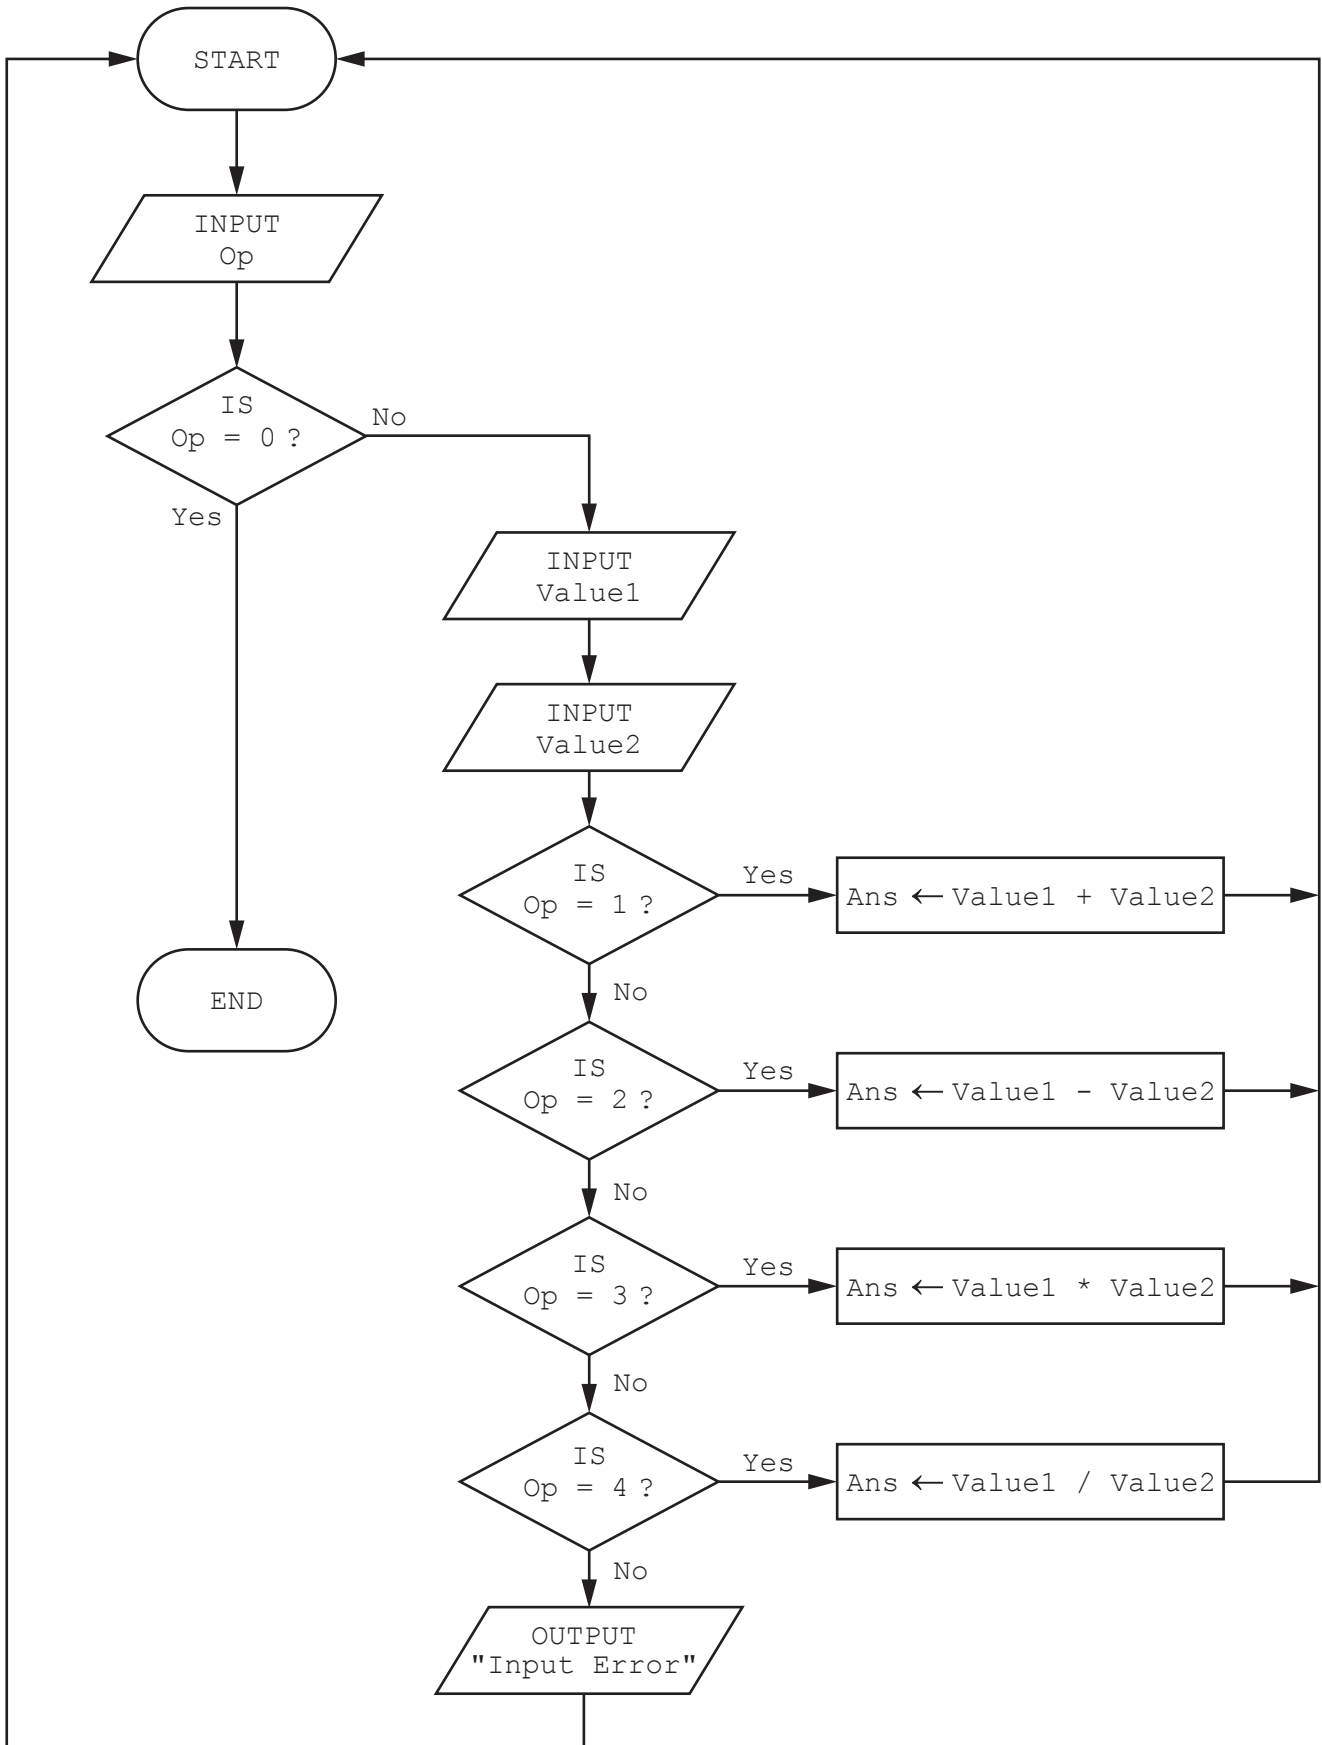 START
INPUT
Op
IS
Op = 0 ?
No
Yes
INPUT
Value1
INPUT
Value2
IS
Op = 1 ?
Yes
Ans ← Value1 + Value2
No
END
IS
Op = 2 ?
Yes
Ans ← Value1 - Value2
No
IS
Op = 3 ?
Yes
Ans ← Value1 * Value2
No
IS
Op = 4 ?
Yes
Ans ← Value1 / Value2
No
OUTPUT
"Input Error"